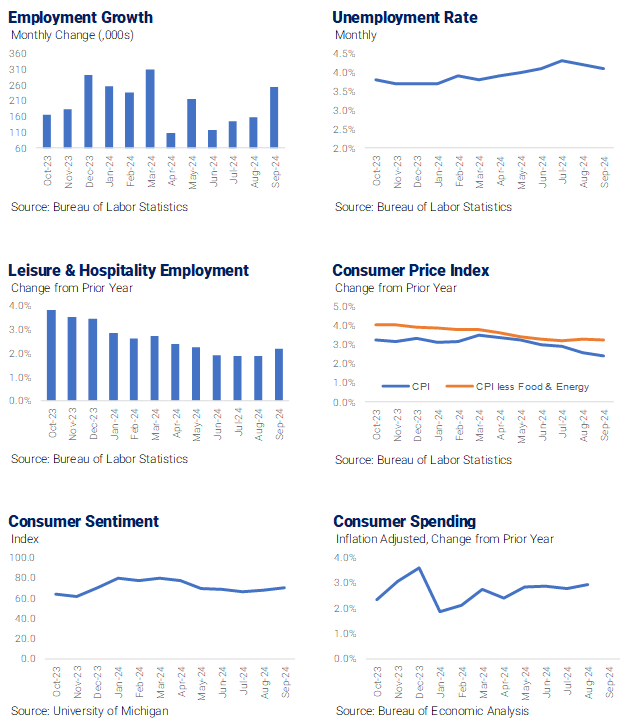 Employment Growth
Monthly Change (,000s)
360
310
260
210
160
110
60
Oct-23
Nov-23
Dec-23
Jan-24
Feb-24
Mar-24
Apr-24
May-24
Jun-24
Jul-24
Aug-24
Sep-24
Source: Bureau of Labor Statistics
Unemployment Rate
Monthly
4.5%
4.0%
3.5%
3.0%
2.5%
2.0%
Oct-23
Nov-23
Dec-23
Jan-24
Feb-24
Mar-24
Apr-24
May-24
Jun-24
Jul-24
Aug-24
Sep-24
Source: Bureau of Labor Statistics
Leisure & Hospitality Employment
Change from Prior Year
4.0%
3.0%
2.0%
1.0%
0.0%
Oct-23
Nov-23
Dec-23
Jan-24
Feb-24
Mar-24
Apr-24
May-24
Jun-24
Jul-24
Aug-24
Sep-24
Source: Bureau of Labor Statistics
Consumer Price Index
Change from Prior Year
5.0%
4.0%
3.0%
2.0%
1.0%
0.0%
CPI
CPI less Food & Energy
Oct-23
Nov-23
Dec-23
Jan-24
Feb-24
Mar-24
Apr-24
May-24
Jun-24
Jul-24
Aug-24
Sep-24
Source: Bureau of Labor Statistics
Consumer Sentiment
Index
100.0
80.0
60.0
40.0
20.0
0.0
Oct-23
Nov-23
Dec-23
Jan-24
Feb-24
Mar-24
Apr-24
May-24
Jun-24
Jul-24
Aug-24
Sep-24
Source: University of Michigan
Consumer Spending
Inflation Adjusted, Change from Prior Year
4.0%
3.0%
2.0%
1.0%
0.0%
Oct-23
Nov-23
Dec-23
Jan-24
Feb-24
Mar-24
Apr-24
May-24
Jun-24
Jul-24
Aug-24
Sep-24
Source: Bureau of Economic Analysis